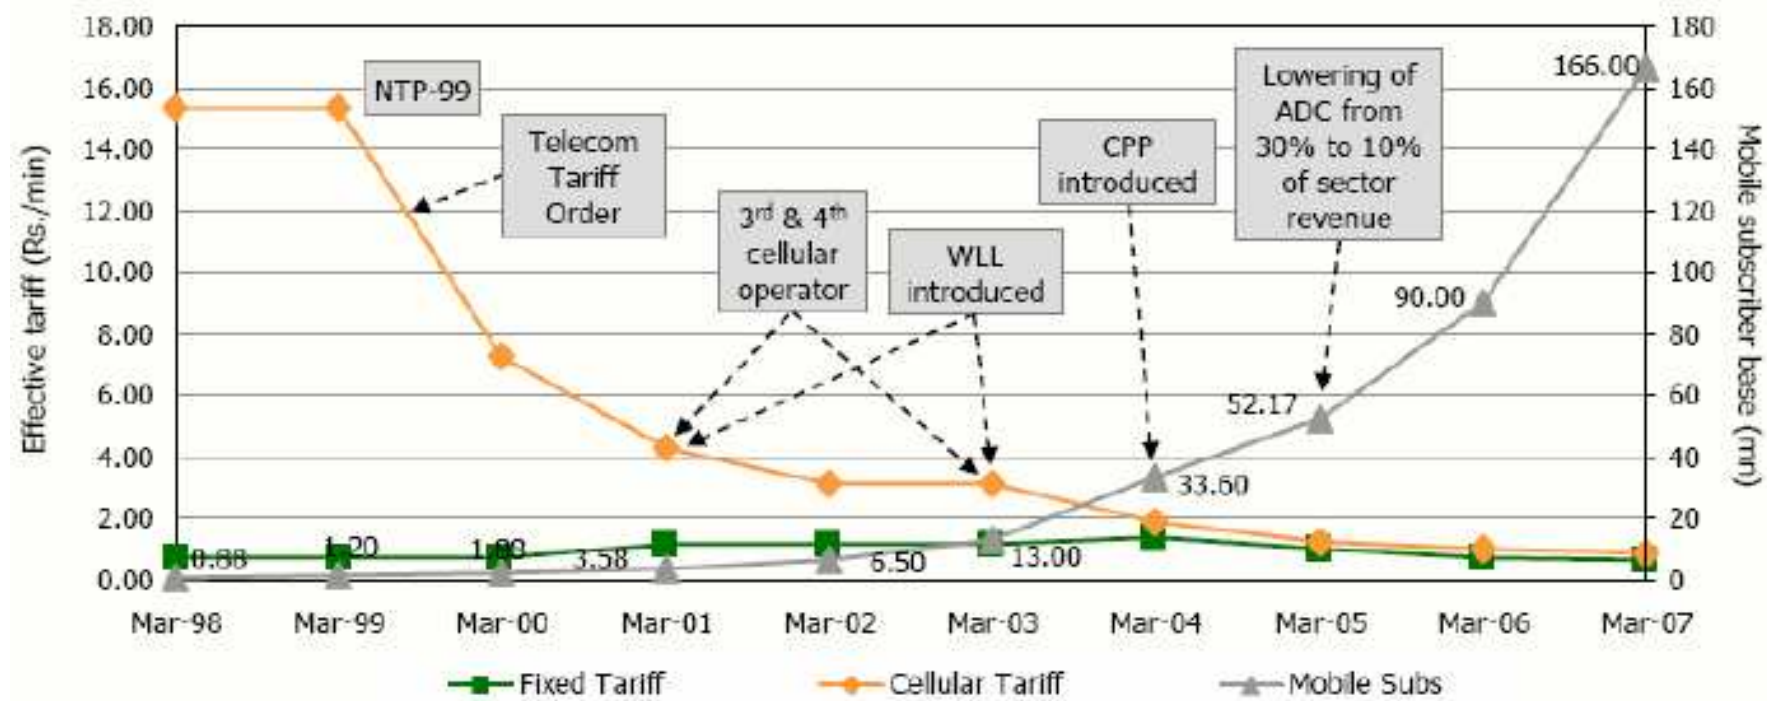 18.00
16.00
14.00
12.00
10.00
8.00
6.00
4.00
2.00
0.00
Effective tariff (Rs./min)
180
160
140
120
100
80
60
40
20
0
Mobile subscriber base (mn)
NTP-99
Telecom
Tariff
Order
3rd & 4th
cellular
operator
WLL
introduced
CPP
introduced
Lowering of
ADC from
30% to 10%
of sector
revenue
0.88
1.20
3.58
6.50
13.00
33.60
52.17
90.00
166.00
Mar-98 Mar-99 Mar-00 Mar-01 Mar-02 Mar-03 Mar-04 Mar-05 Mar-06 Mar-07
Fixed Tariff Cellular Tariff Mobile Subs